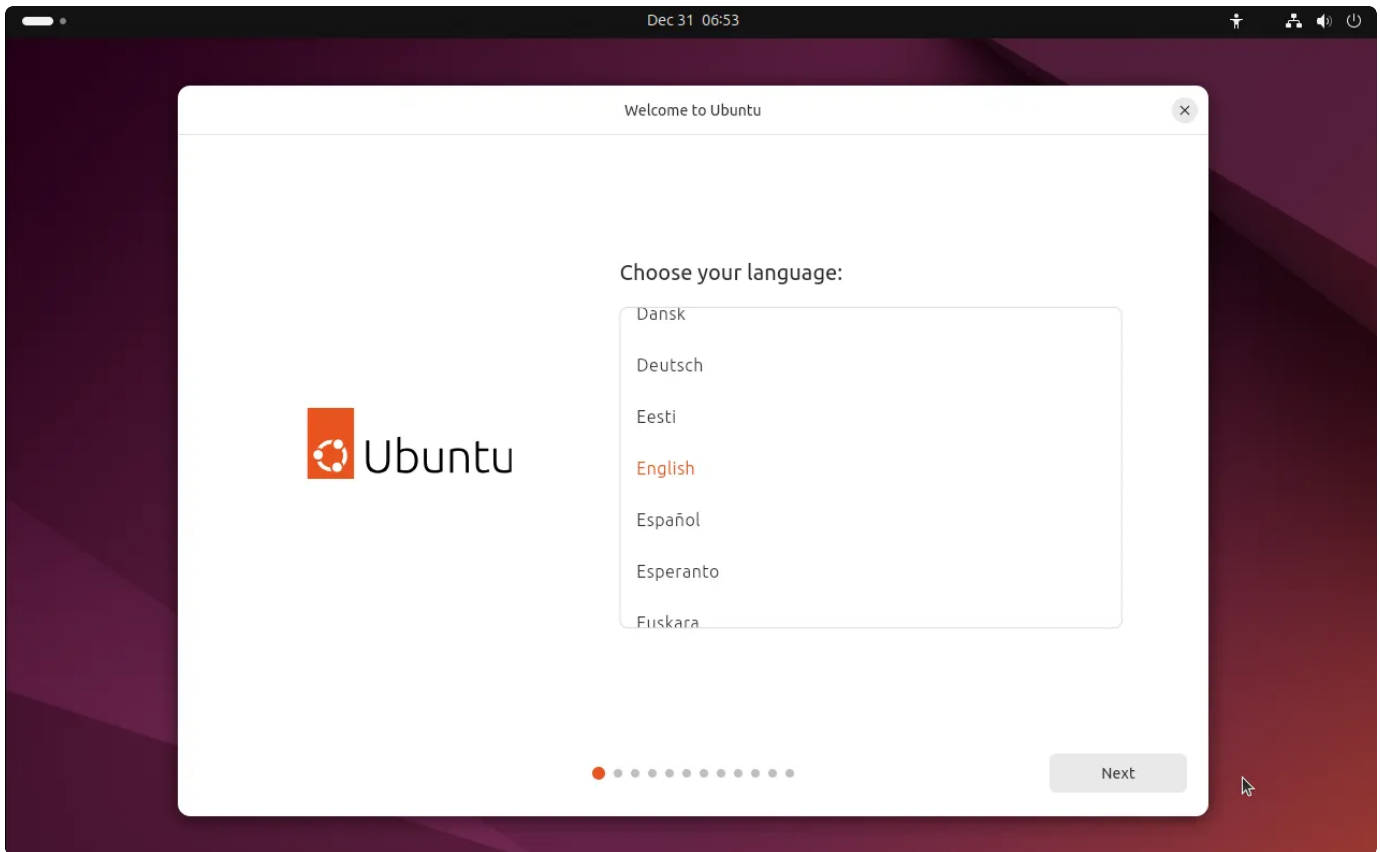 Dec 31 06:53
Welcome to Ubuntu
Choose your language:
Dansk
Deutsch
Eesti
English
Español
Esperanto
Euskara
Ubuntu
Next